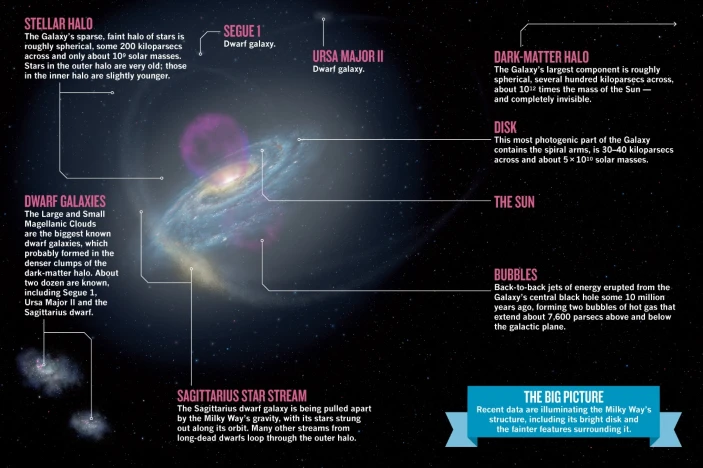 STELLAR HALO
The Galaxy's sparse, faint halo of stars is
roughly spherical, some 200 kiloparsecs
across and only about 10⁹ solar masses.
Stars in the outer halo are very old; those
in the inner halo are slightly younger.
SEGUE 1
Dwarf galaxy.
URSA MAJOR II
Dwarf galaxy.
DARK-MATTER HALO
The Galaxy's largest component is roughly
spherical, several hundred kiloparsecs across,
about 10¹² times the mass of the Sun —
and completely invisible.
DISK
This most photogenic part of the Galaxy
contains the spiral arms, is 30–40 kiloparsecs
across and about 5 × 10¹⁰ solar masses.
THE SUN
DWARF GALAXIES
The Large and Small
Magellanic Clouds
are the biggest known
dwarf galaxies, which
probably formed in the
denser clumps of the
dark-matter halo. About
two dozen are known,
including Segue 1,
Ursa Major II and the
Sagittarius dwarf.
BUBBLES
Back-to-back jets of energy erupted from the
Galaxy's central black hole some 10 million
years ago, forming two bubbles of hot gas that
extend about 7,600 parsecs above and below
the galactic plane.
SAGITTARIUS STAR STREAM
The Sagittarius dwarf galaxy is being pulled apart
by the Milky Way's gravity, with its stars strung
out along its orbit. Many other streams from
long-dead dwarfs loop through the outer halo.
THE BIG PICTURE
Recent data are illuminating the Milky Way's
structure, including its bright disk and
the fainter features surrounding it.